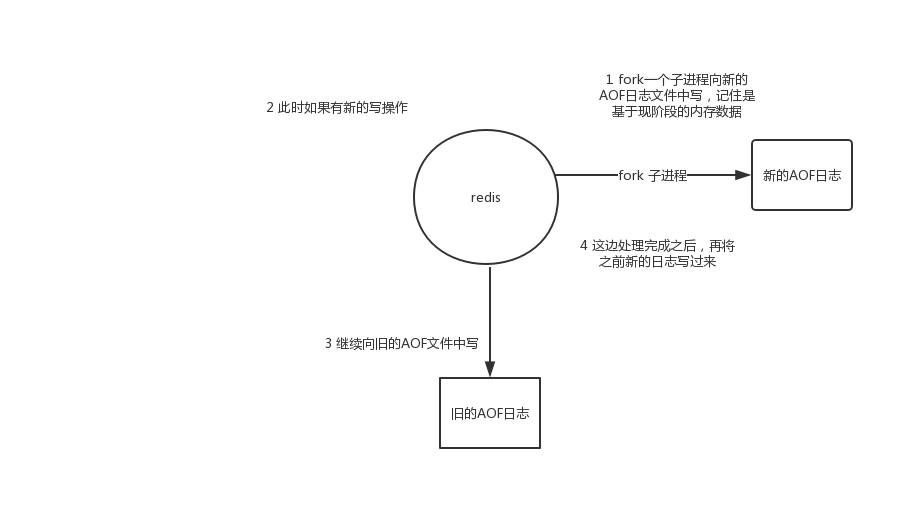 1 fork一个子进程向新的
AOF日志文件中写，记住是
基于现阶段的内存数据
2 此时如果有新的写操作
fork 子进程
新的AOF日志
redis
4 这边处理完成之后，再将
之前新的日志写过来
3 继续向旧的AOF文件中写
旧的AOF日志